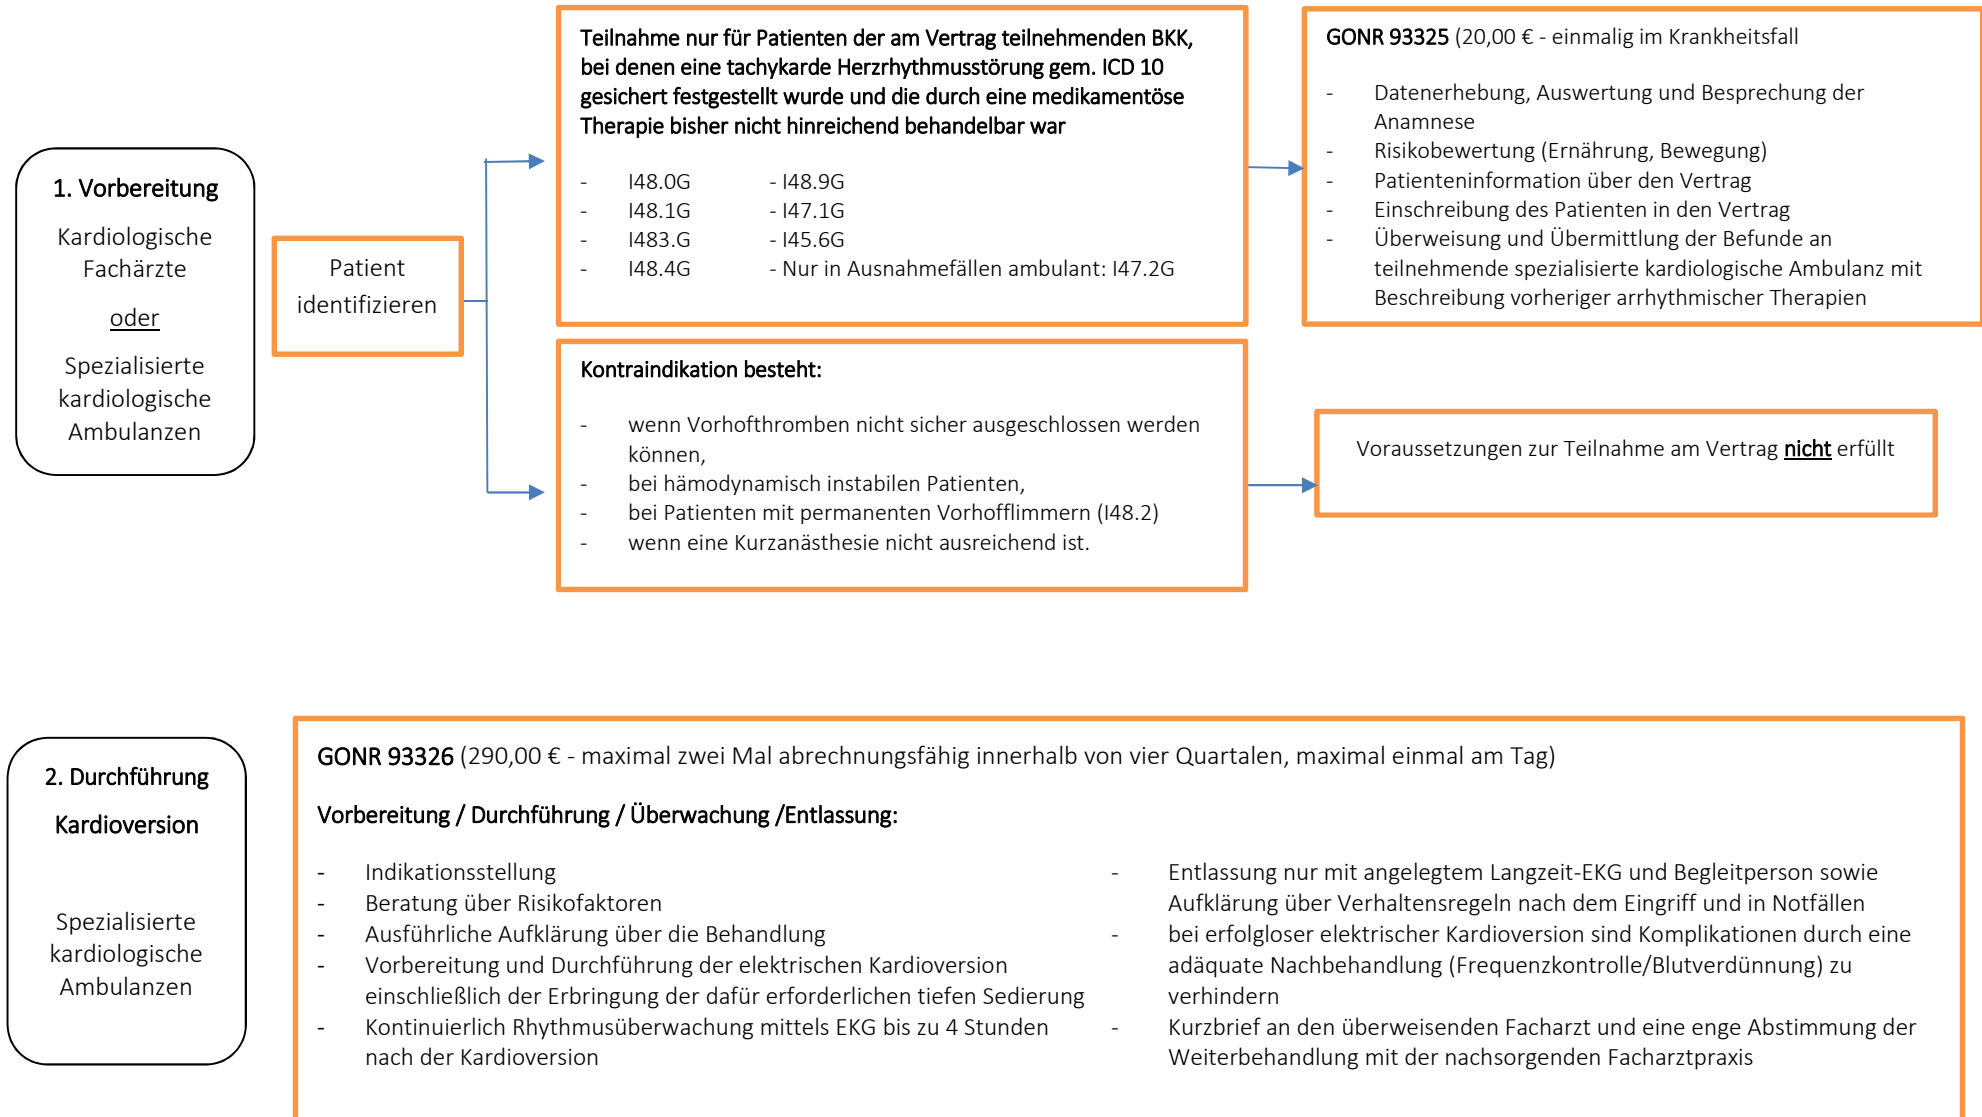 1. Vorbereitung
Kardiologische
Fachärzte
oder
Spezialisierte
kardiologische
Ambulanzen
Patient
identifizieren
Teilnahme nur für Patienten der am Vertrag teilnehmenden BKK,
bei denen eine tachykarde Herzrhythmusstörung gem. ICD 10
gesichert festgestellt wurde und die durch eine medikamentöse
Therapie bisher nicht hinreichend behandelbar war
- I48.0G - I48.9G
- I48.1G - I47.1G
- I483.G - I45.6G
- I48.4G - Nur in Ausnahmefällen ambulant: I47.2G
GONR 93325 (20,00 € - einmalig im Krankheitsfall
- Datenerhebung, Auswertung und Besprechung der
Anamnese
- Risikobewertung (Ernährung, Bewegung)
- Patienteninformation über den Vertrag
- Einschreibung des Patienten in den Vertrag
- Überweisung und Übermittlung der Befunde an
teilnehmende spezialisierte kardiologische Ambulanz mit
Beschreibung vorheriger arrhythmischer Therapien
Kontraindikation besteht:
- wenn Vorhofthromben nicht sicher ausgeschlossen werden
können,
- bei hämodynamisch instabilen Patienten,
- bei Patienten mit permanenten Vorhofflimmern (I48.2)
- wenn eine Kurzanästhesie nicht ausreichend ist.
Voraussetzungen zur Teilnahme am Vertrag nicht erfüllt
2. Durchführung
Kardioversion
Spezialisierte
kardiologische
Ambulanzen
GONR 93326 (290,00 € - maximal zwei Mal abrechnungsfähig innerhalb von vier Quartalen, maximal einmal am Tag)
Vorbereitung / Durchführung / Überwachung /Entlassung:
- Indikationsstellung
- Beratung über Risikofaktoren
- Ausführliche Aufklärung über die Behandlung
- Vorbereitung und Durchführung der elektrischen Kardioversion
einschließlich der Erbringung der dafür erforderlichen tiefen Sedierung
- Kontinuierlich Rhythmusüberwachung mittels EKG bis zu 4 Stunden
nach der Kardioversion
- Entlassung nur mit angelegtem Langzeit-EKG und Begleitperson sowie
Aufklärung über Verhaltensregeln nach dem Eingriff und in Notfällen
- bei erfolgloser elektrischer Kardioversion sind Komplikationen durch eine
adäquate Nachbehandlung (Frequenzkontrolle/Blutverdünnung) zu
verhindern
- Kurzbrief an den überweisenden Facharzt und eine enge Abstimmung der
Weiterbehandlung mit der nachsorgenden Facharztpraxis